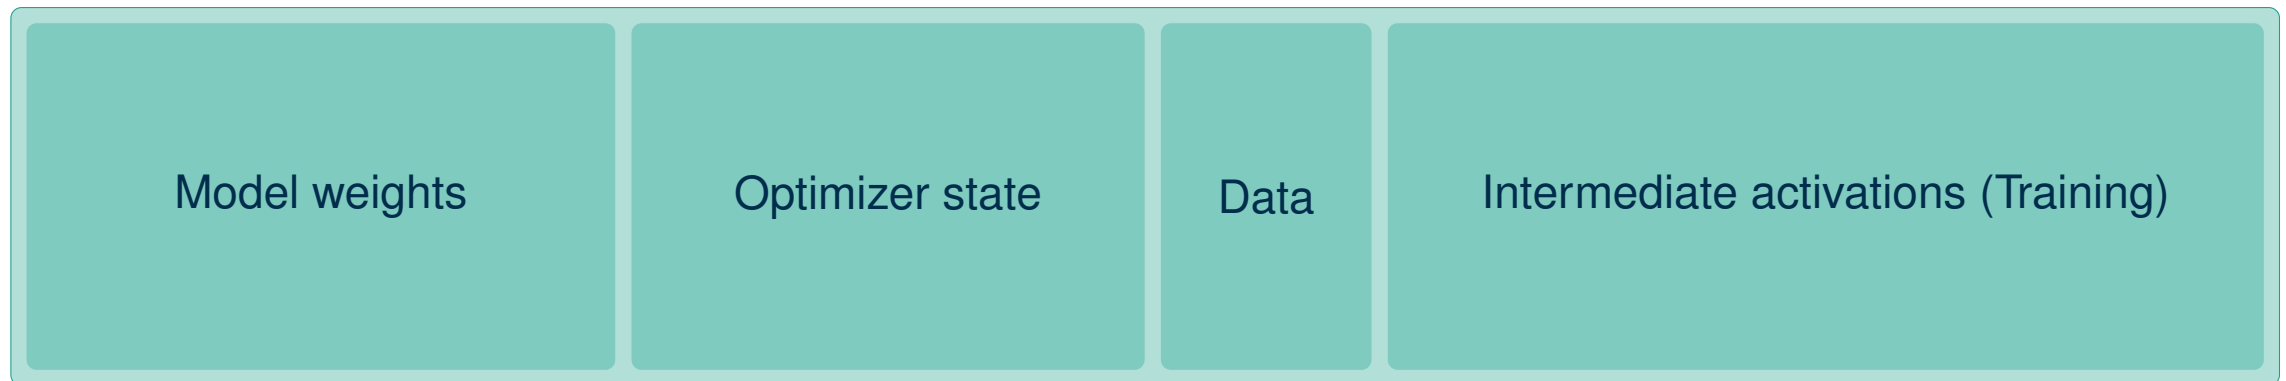 Model weights
Optimizer state
Data
Intermediate activations (Training)